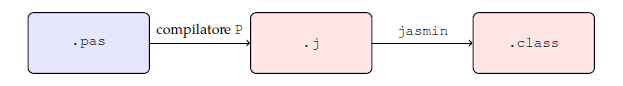 .pas
compilatore P
.j
jasmin
.class